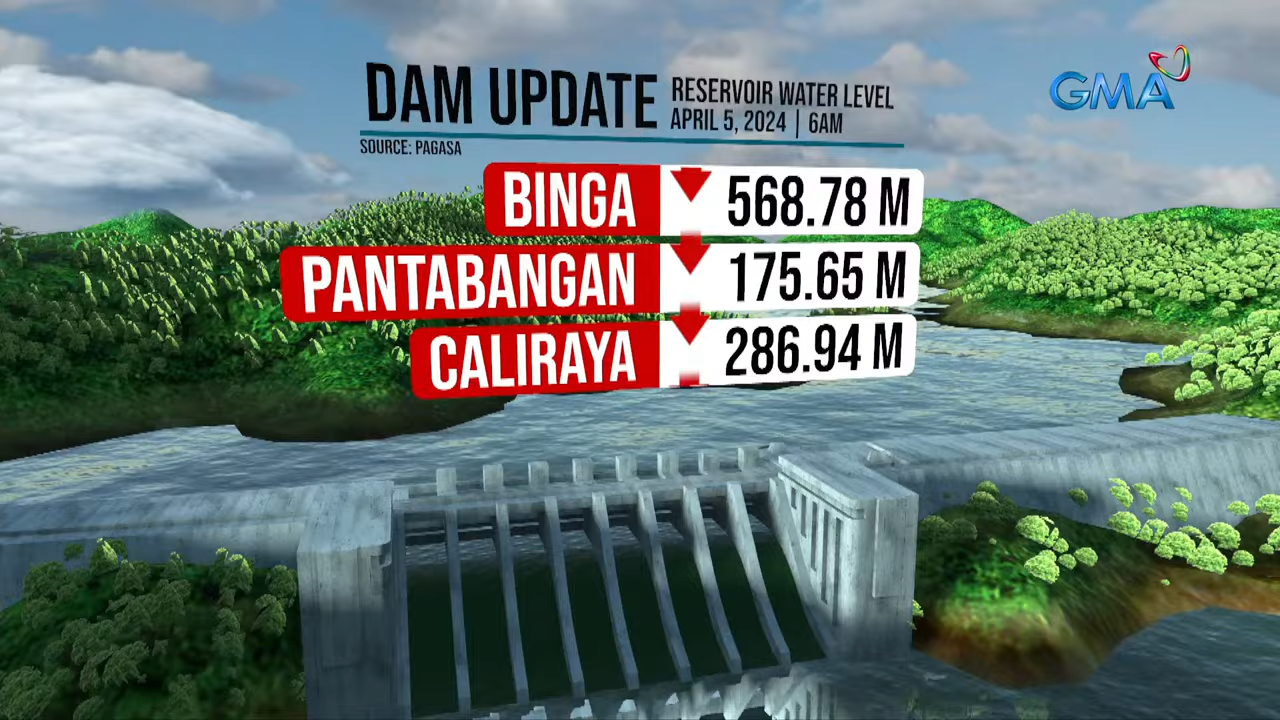 DAM UPDATE
RESERVOIR WATER LEVEL
APRIL 5, 2024 | 6AM
SOURCE: PAGASA
GMA
BINGA 568.78 M
PANTABANGAN 175.65 M
CALIRAYA 286.94 M